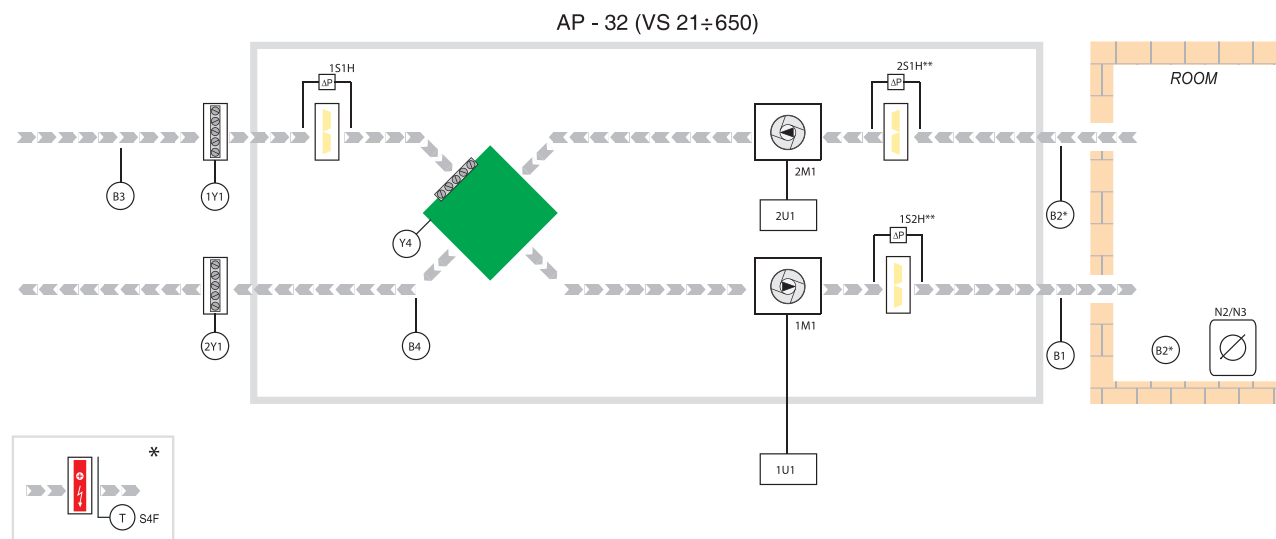 AP - 32 (VS 21÷650)
1S1H
ΔP
2S1H**
ΔP
ROOM
B3
1Y1
2M1
2U1
B2*
Y4
1S2H**
ΔP
2Y1
B4
1M1
B1
B2*
N2/N3
1U1
*
T
S4F